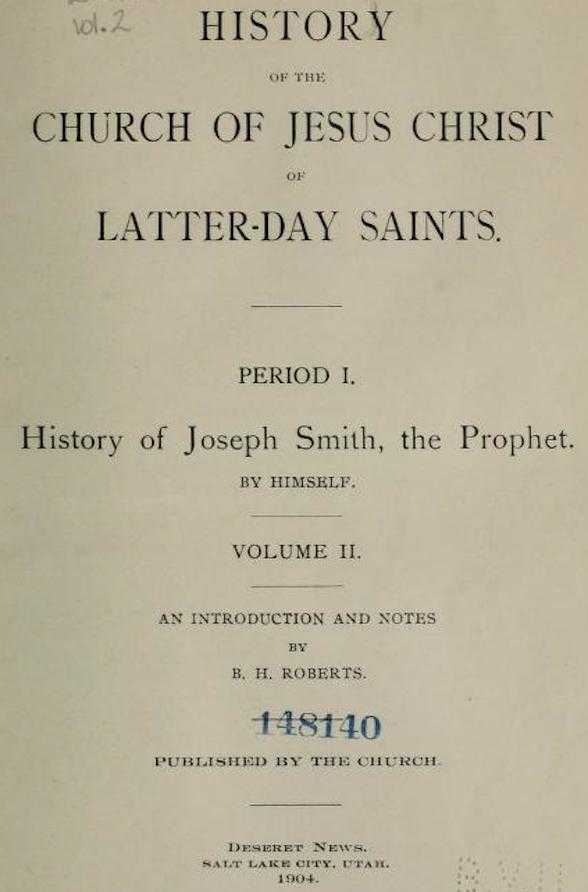 vol.2
HISTORY
OF THE
CHURCH OF JESUS CHRIST
OF
LATTER-DAY SAINTS.
PERIOD I.
History of Joseph Smith, the Prophet.
BY HIMSELF.
VOLUME II.
AN INTRODUCTION AND NOTES
BY
B. H. ROBERTS.
148140
PUBLISHED BY THE CHURCH.
DESERET NEWS,
SALT LAKE CITY, UTAH.
1904.